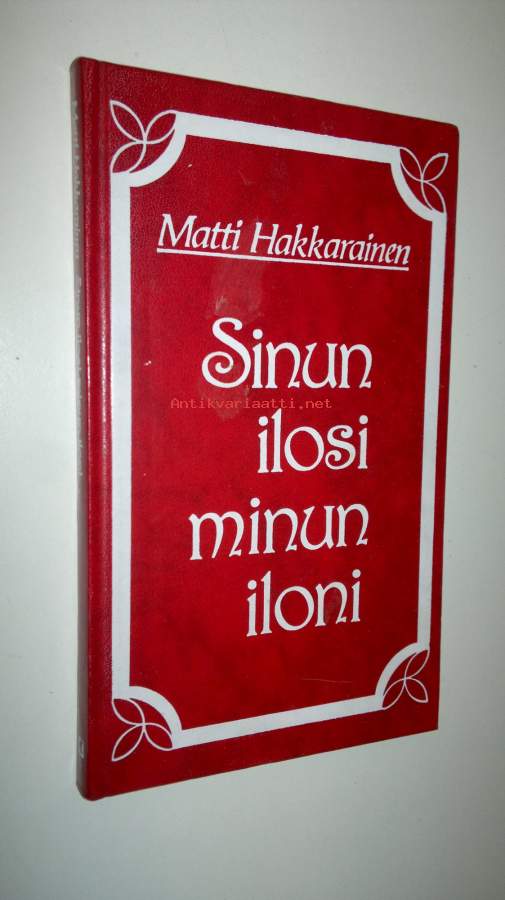 Matti Hakkarainen
Sinun
ilosi
minun
iloni
Antikvariaatti.net